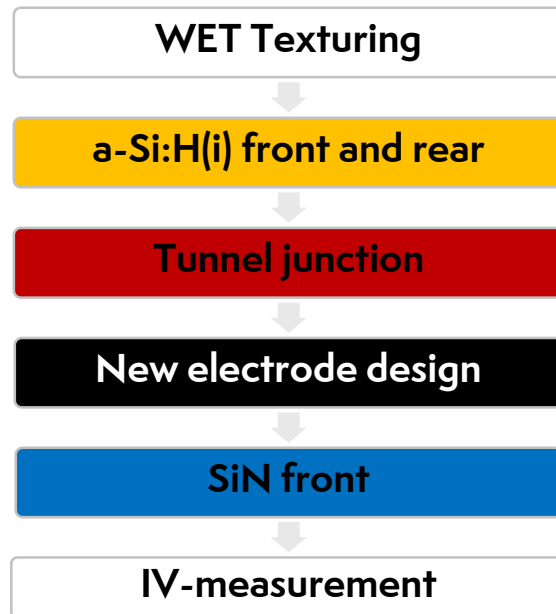 WET Texturing
a-Si:H(i) front and rear
Tunnel junction
New electrode design
SiN front
IV-measurement